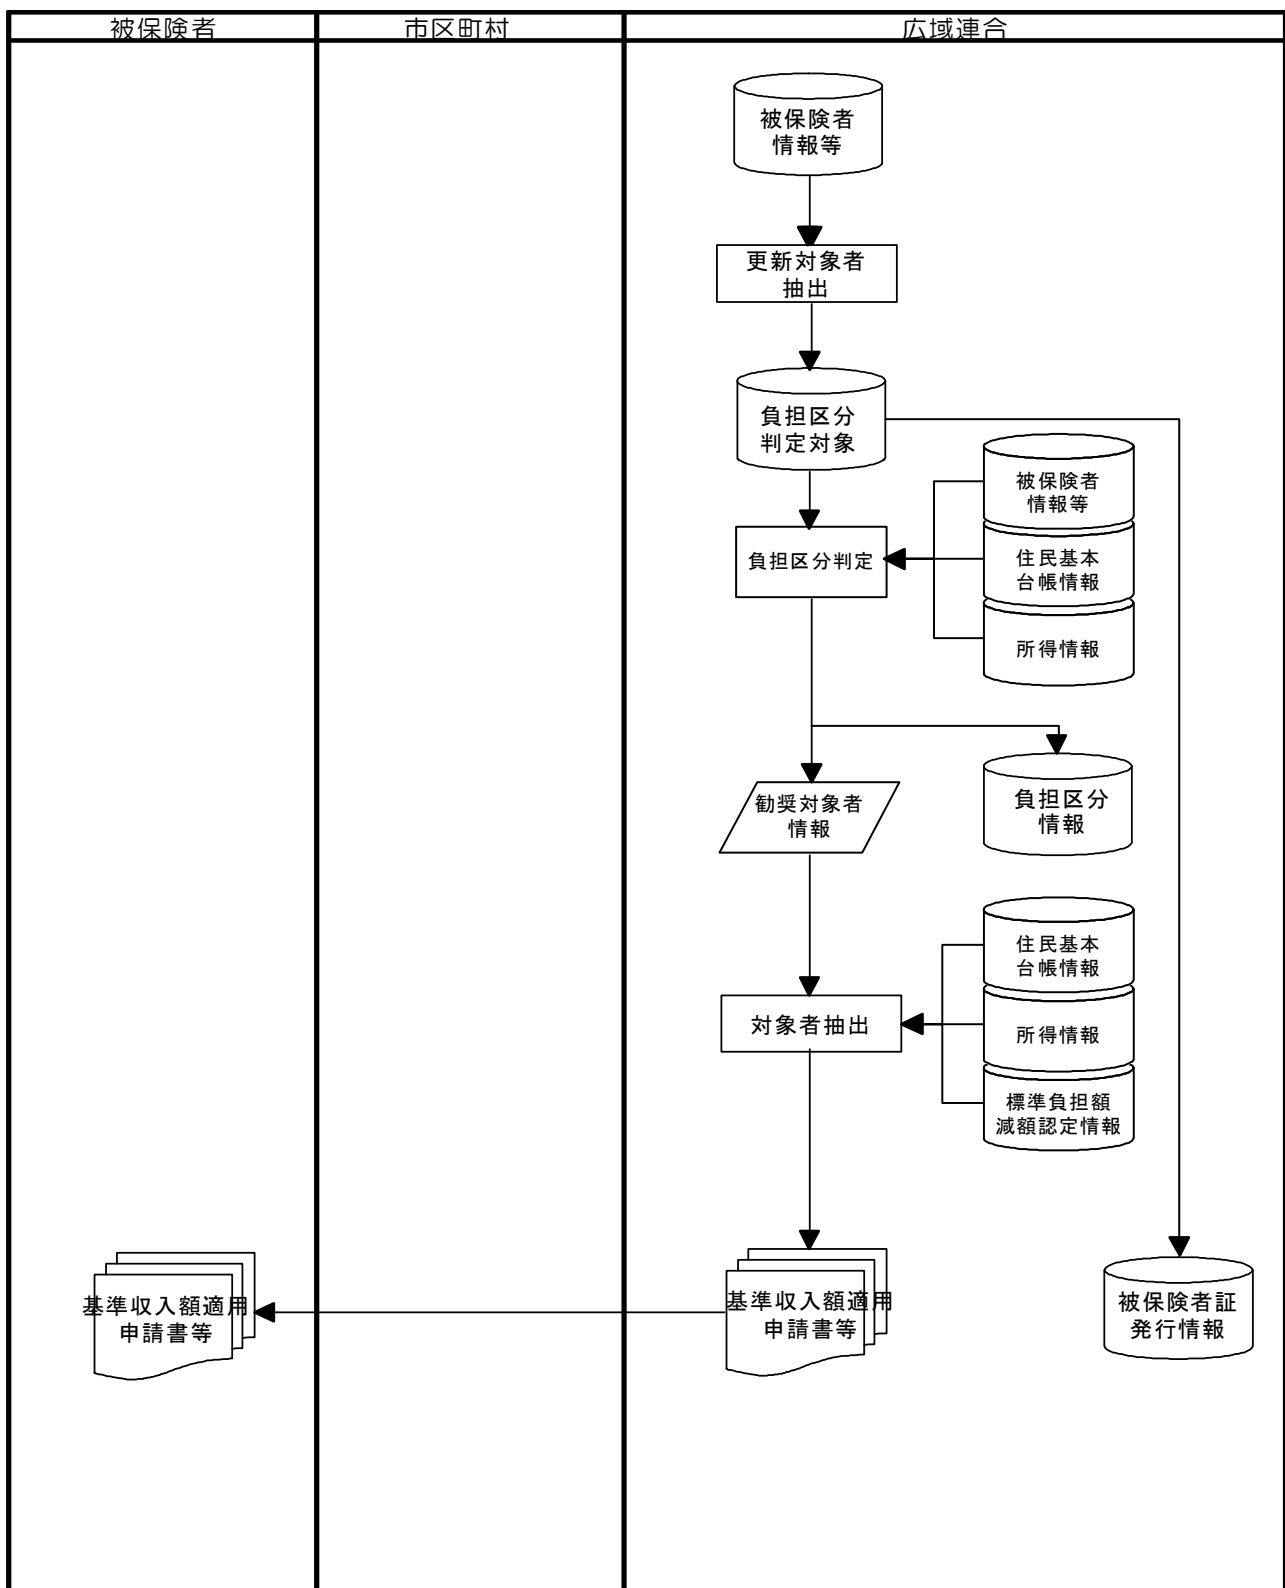 被保険者
市区町村
広域連合
被保険者
情報等
更新対象者
抽出
負担区分
判定対象
被保険者
情報等
負担区分判定
住民基本
台帳情報
所得情報
勧奨対象者
情報
負担区分
情報
住民基本
台帳情報
対象者抽出
所得情報
標準負担額
減額認定情報
基準収入額適用
申請書等
基準収入額適用
申請書等
被保険者証
発行情報